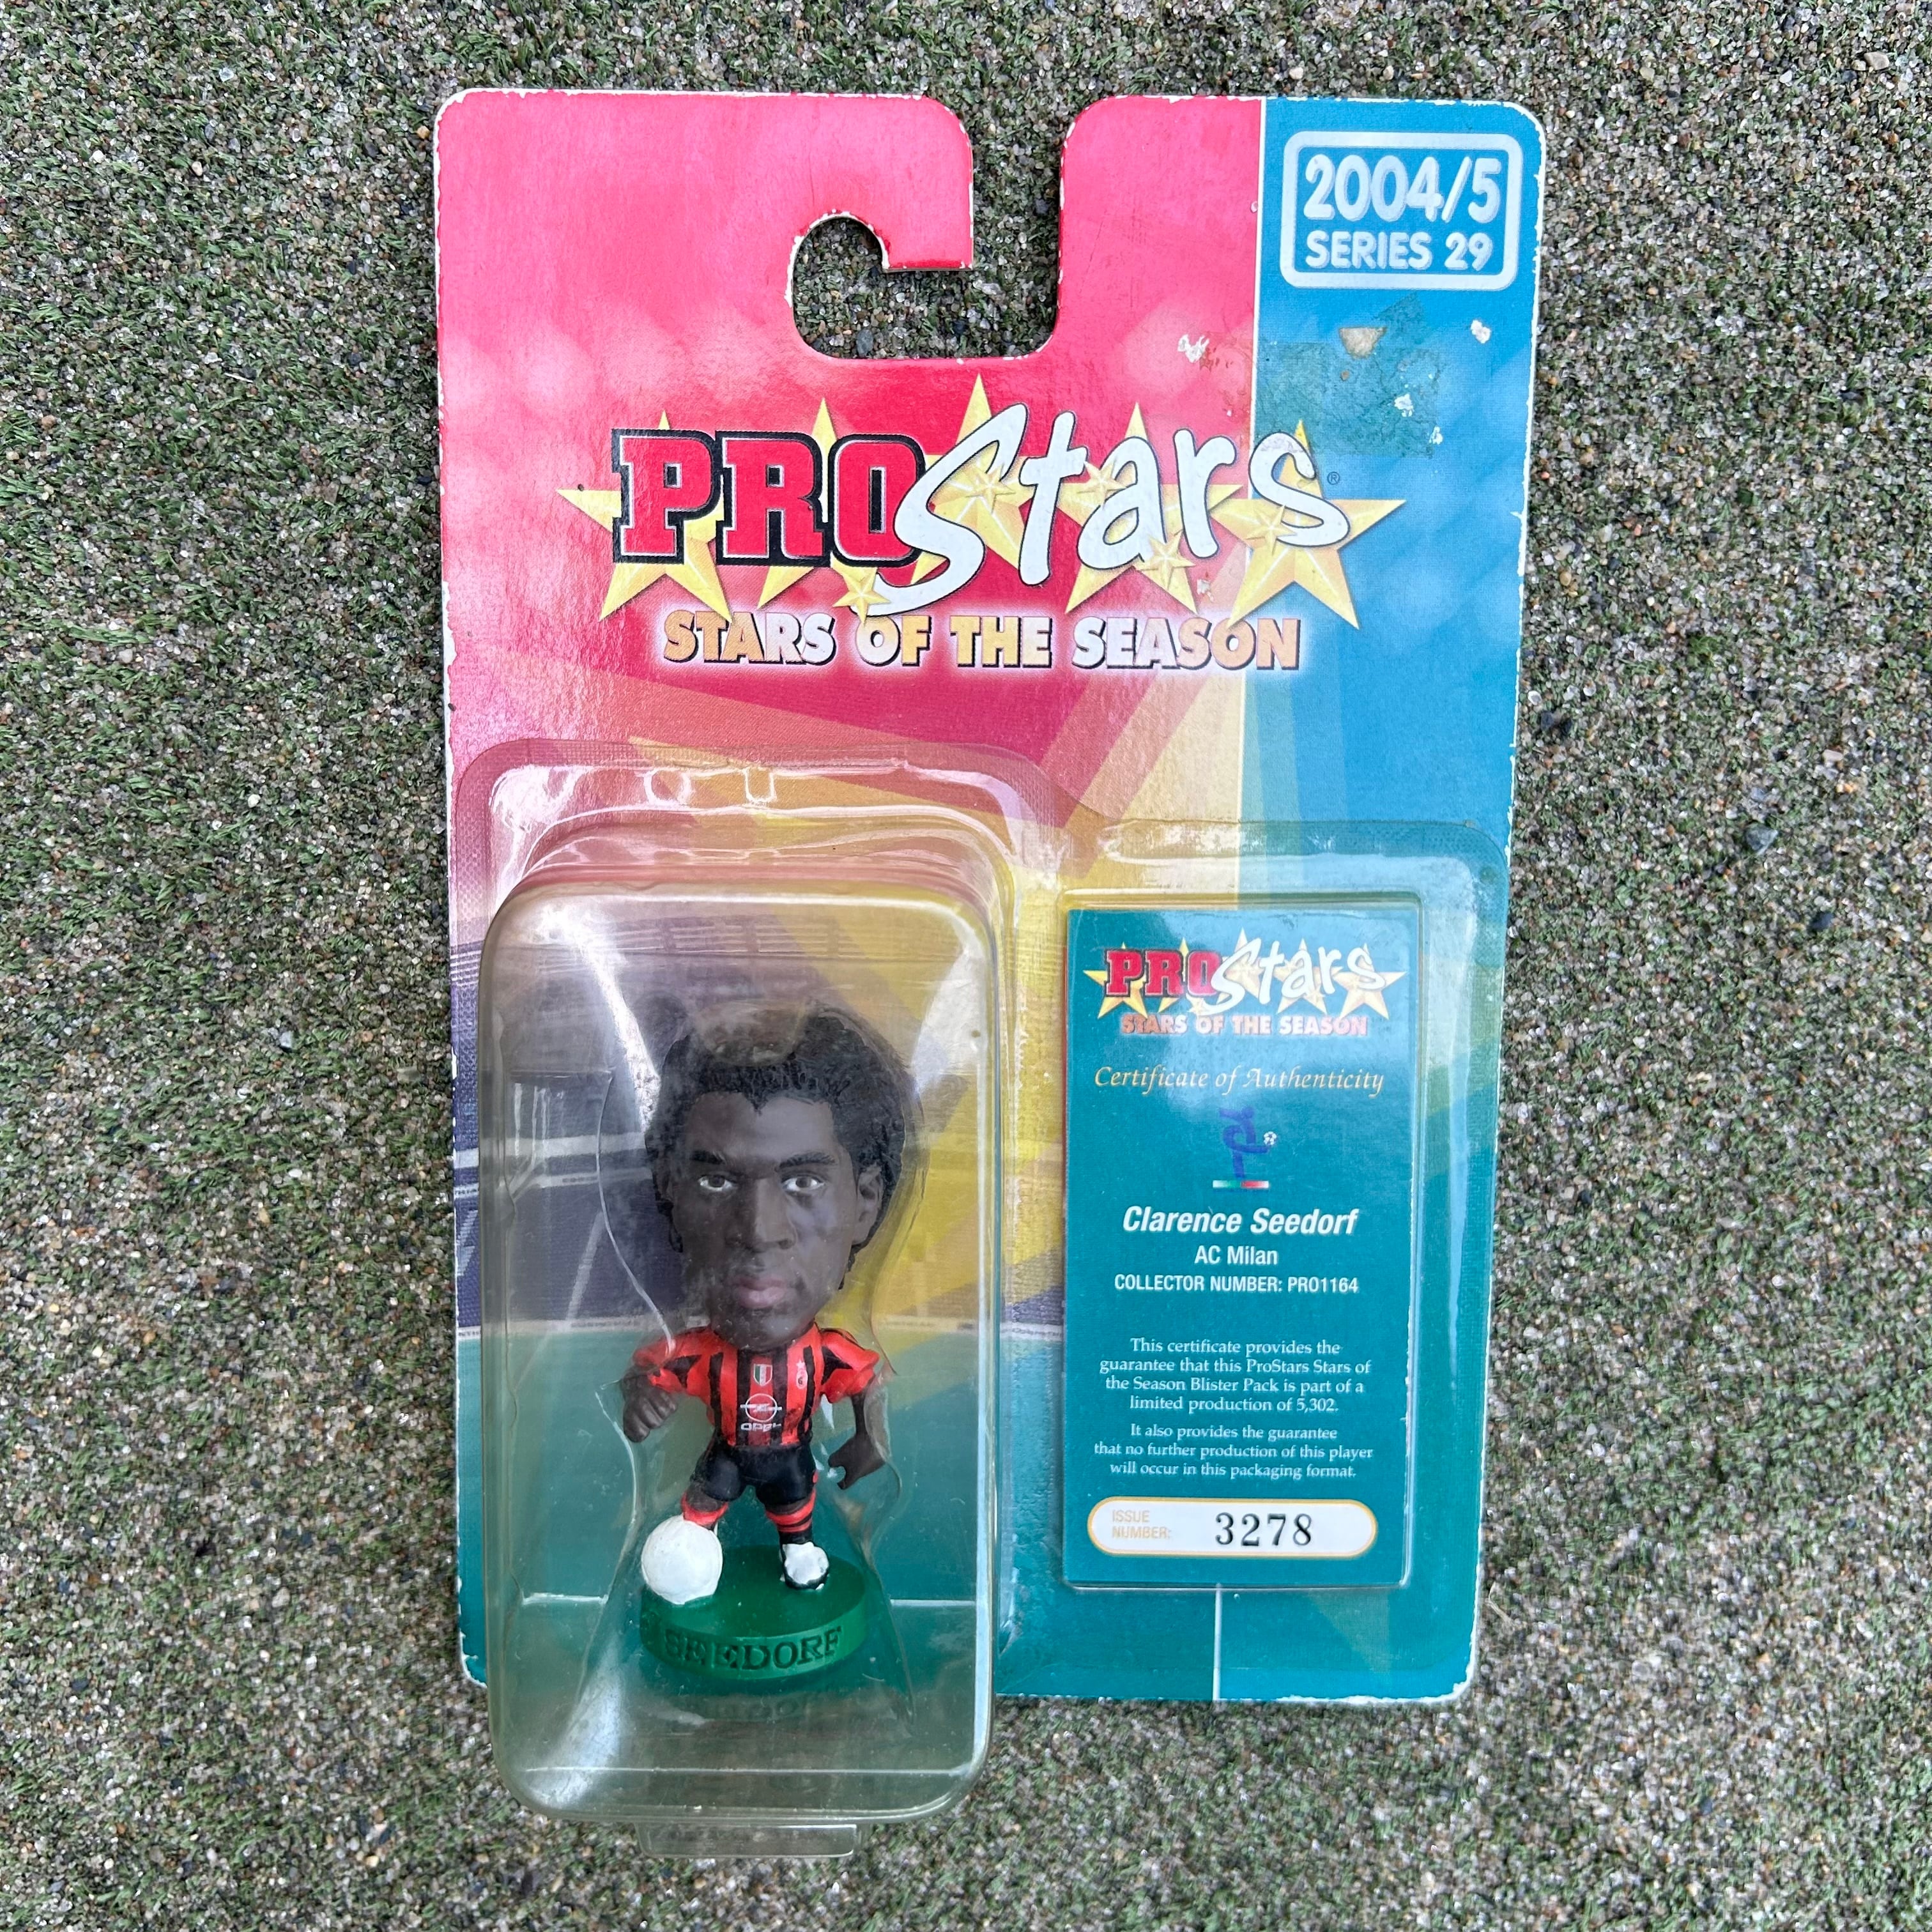 2004/5
SERIES 29
PROStars®
STARS OF THE SEASON
PROStars
STARS OF THE SEASON
Certificate of Authenticity
Clarence Seedorf
AC Milan
COLLECTOR NUMBER: PRO1164
This certificate provides the
guarantee that this ProStars Stars of
the Season Blister Pack is part of a
limited production of 5,302.
It also provides the guarantee
that no further production of this player
will occur in this packaging format.
ISSUE
NUMBER: 3278
OPEL
SEEDORF